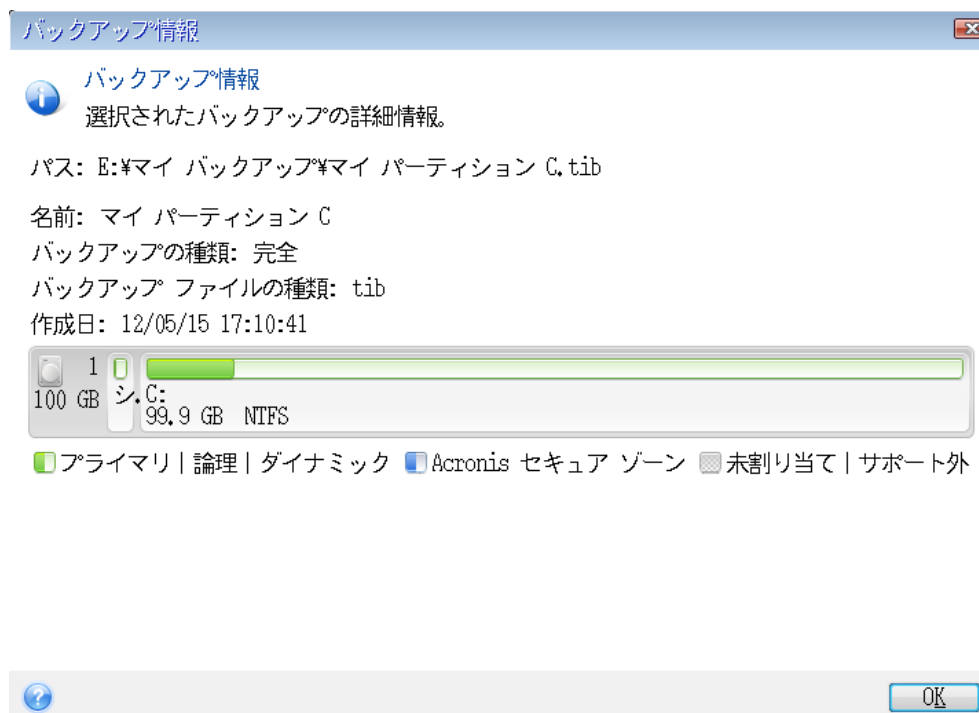 バックアップ情報
バックアップ情報
選択されたバックアップの詳細情報。
パス: E:¥マイ バックアップ¥マイ パーティション C.tib
名前: マイ パーティション C
バックアップの種類: 完全
バックアップ ファイルの種類: tib
作成日: 12/05/15 17:10:41
1
100 GB
シ.
C:
99.9 GB NTFS
プライマリ | 論理 | ダイナミック Acronis セキュア ゾーン 未割り当て | サポート外
OK